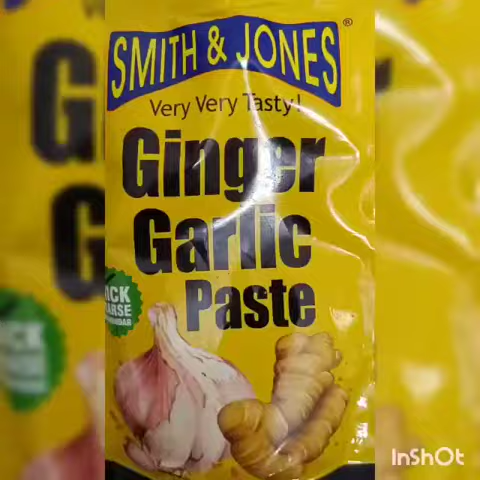 SMITH & JONES®
Very Very Tasty!
Ginger
Garlic
Paste
InShOt